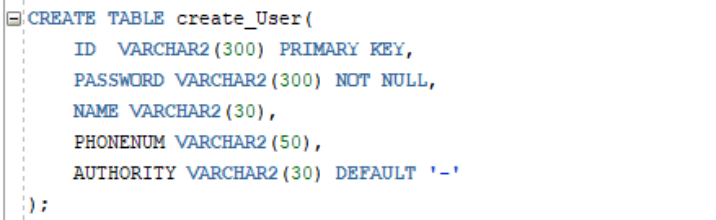 CREATE TABLE create_User(
ID VARCHAR2(300) PRIMARY KEY,
PASSWORD VARCHAR2(300) NOT NULL,
NAME VARCHAR2(30),
PHONENUM VARCHAR2(50),
AUTHORITY VARCHAR2(30) DEFAULT '-'
);